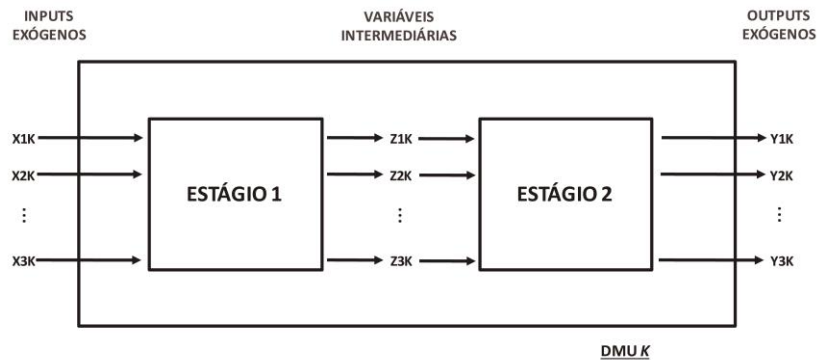 INPUTS
EXÓGENOS
VARIÁVEIS
INTERMEDIÁRIAS
OUTPUTS
EXÓGENOS
X1K
Z1K
Y1K
X2K
ESTÁGIO 1
Z2K
ESTÁGIO 2
Y2K
⋮
⋮
⋮
X3K
Z3K
Y3K
DMU K